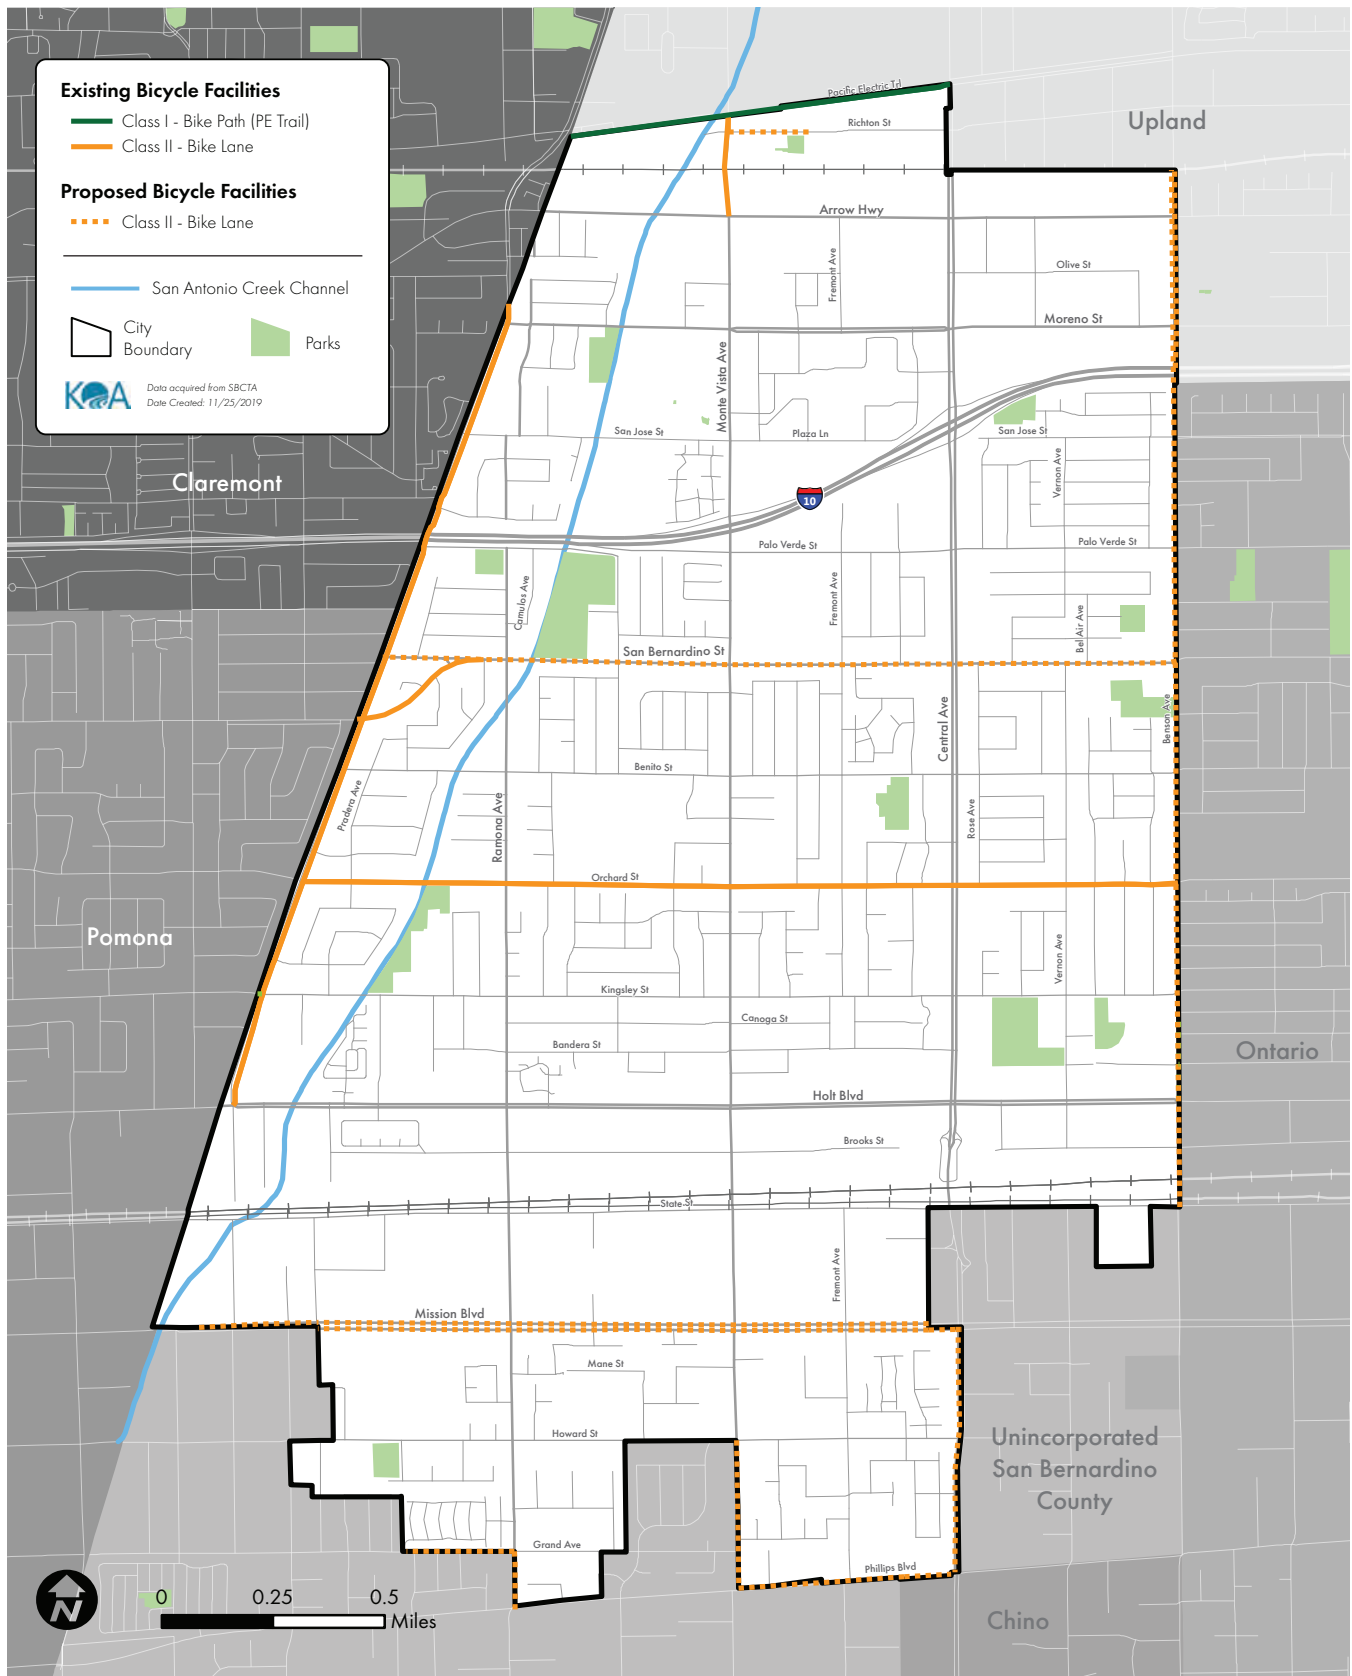 Existing Bicycle Facilities
Class I - Bike Path (PE Trail)
Class II - Bike Lane
Proposed Bicycle Facilities
Class II - Bike Lane
San Antonio Creek Channel
City
Boundary
Parks
KOA
Data acquired from SBCTA
Date Created: 11/25/2019
Pacific Electric Trl
Richton St
Upland
Arrow Hwy
Fremont Ave
Olive St
Moreno St
Monte Vista Ave
San Jose St
Plaza Ln
San Jose St
Claremont
Vernon Ave
10
Palo Verde St
Palo Verde St
Camulos Ave
Fremont Ave
Bel Air Ave
San Bernardino St
Central Ave
Benson Ave
Benito St
Pradera Ave
Ramona Ave
Rose Ave
Orchard St
Pomona
Vernon Ave
Kingsley St
Canoga St
Bandera St
Ontario
Holt Blvd
Brooks St
State St
Fremont Ave
Mission Blvd
Mane St
Howard St
Unincorporated
San Bernardino
County
Grand Ave
Phillips Blvd
Chino
N
0 0.25 0.5
Miles